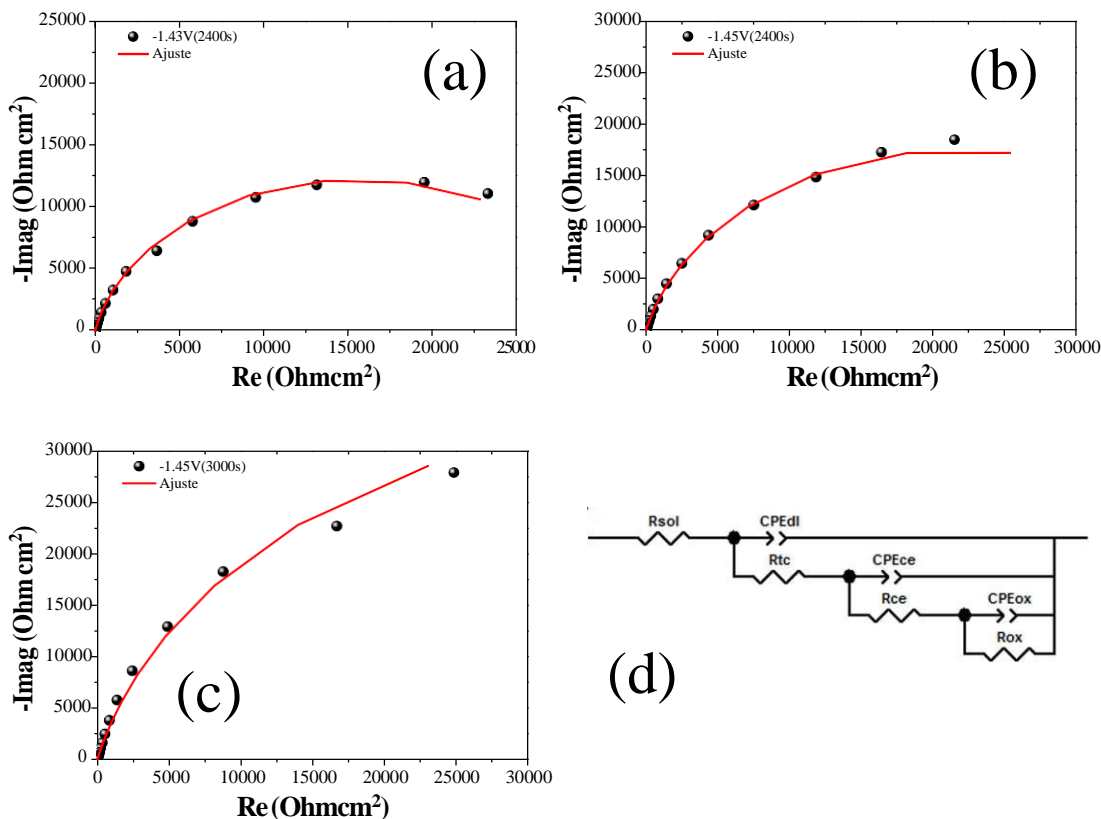 -1.43V(2400s)
Ajuste
(a)
25000
20000
15000
10000
5000
0
-Imag (Ohm cm²)
0 5000 10000 15000 20000 25000
Re (Ohmcm²)
-1.45V(2400s)
Ajuste
(b)
30000
25000
20000
15000
10000
5000
0
-Imag (Ohm cm²)
0 5000 10000 15000 20000 25000 30000
Re (Ohmcm²)
-1.45V(3000s)
Ajuste
(c)
30000
25000
20000
15000
10000
5000
0
-Imag (Ohm cm²)
0 5000 10000 15000 20000 25000 30000
Re (Ohmcm²)
Rsol CPEdl
Rtc CPEce
Rce CPEox
Rox
(d)